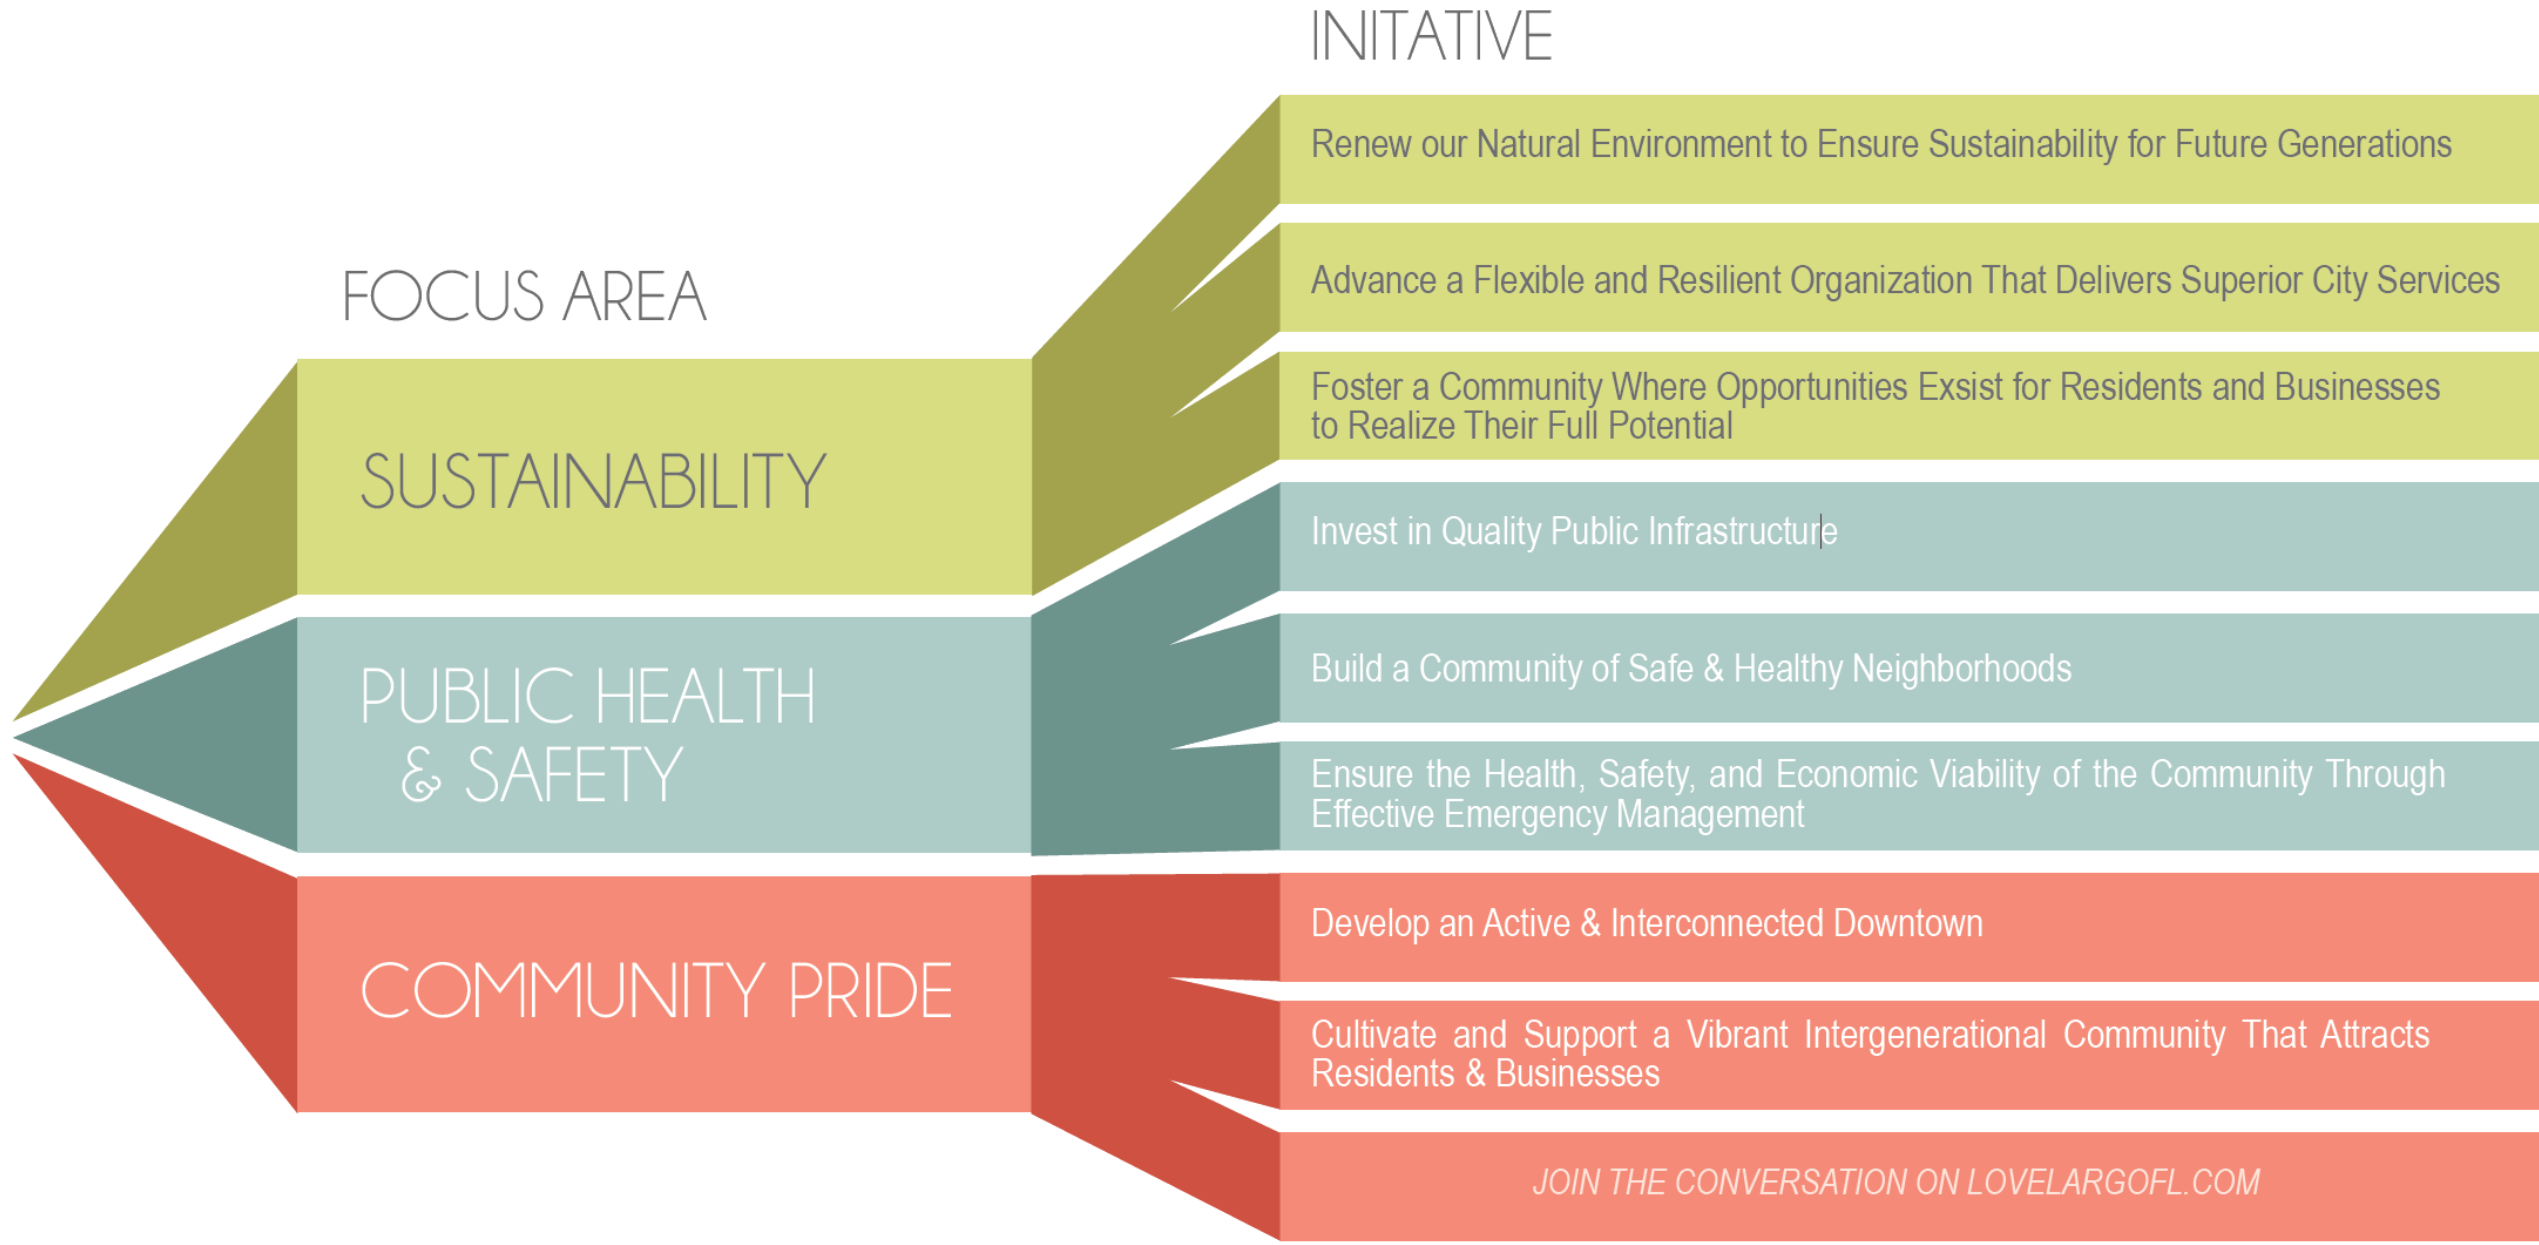 INITATIVE
Renew our Natural Environment to Ensure Sustainability for Future Generations
Advance a Flexible and Resilient Organization That Delivers Superior City Services
FOCUS AREA
Foster a Community Where Opportunities Exsist for Residents and Businesses
to Realize Their Full Potential
SUSTAINABILITY
Invest in Quality Public Infrastructure
Build a Community of Safe & Healthy Neighborhoods
PUBLIC HEALTH
& SAFETY
Ensure the Health, Safety, and Economic Viability of the Community Through
Effective Emergency Management
Develop an Active & Interconnected Downtown
COMMUNITY PRIDE
Cultivate and Support a Vibrant Intergenerational Community That Attracts
Residents & Businesses
JOIN THE CONVERSATION ON LOVELARGOFL.COM